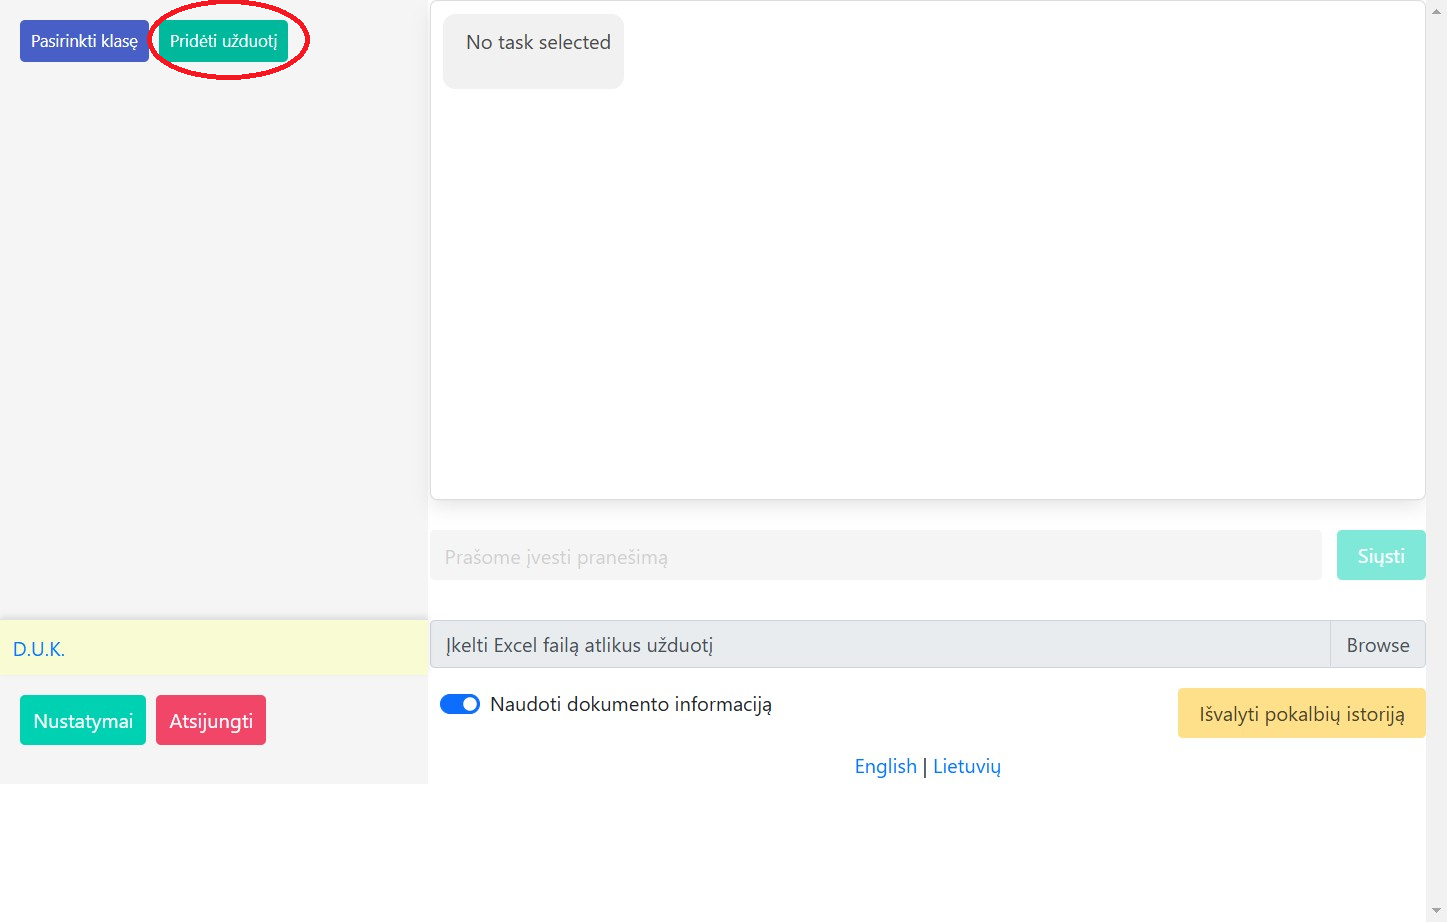 Pasirinkti klasę
Pridėti užduotį
No task selected
Prašome įvesti pranešimą
Siųsti
D.U.K.
Įkelti Excel failą atlikus užduotį
Browse
Nustatymai
Atsijungti
Naudoti dokumento informaciją
Išvalyti pokalbių istoriją
English | Lietuvių